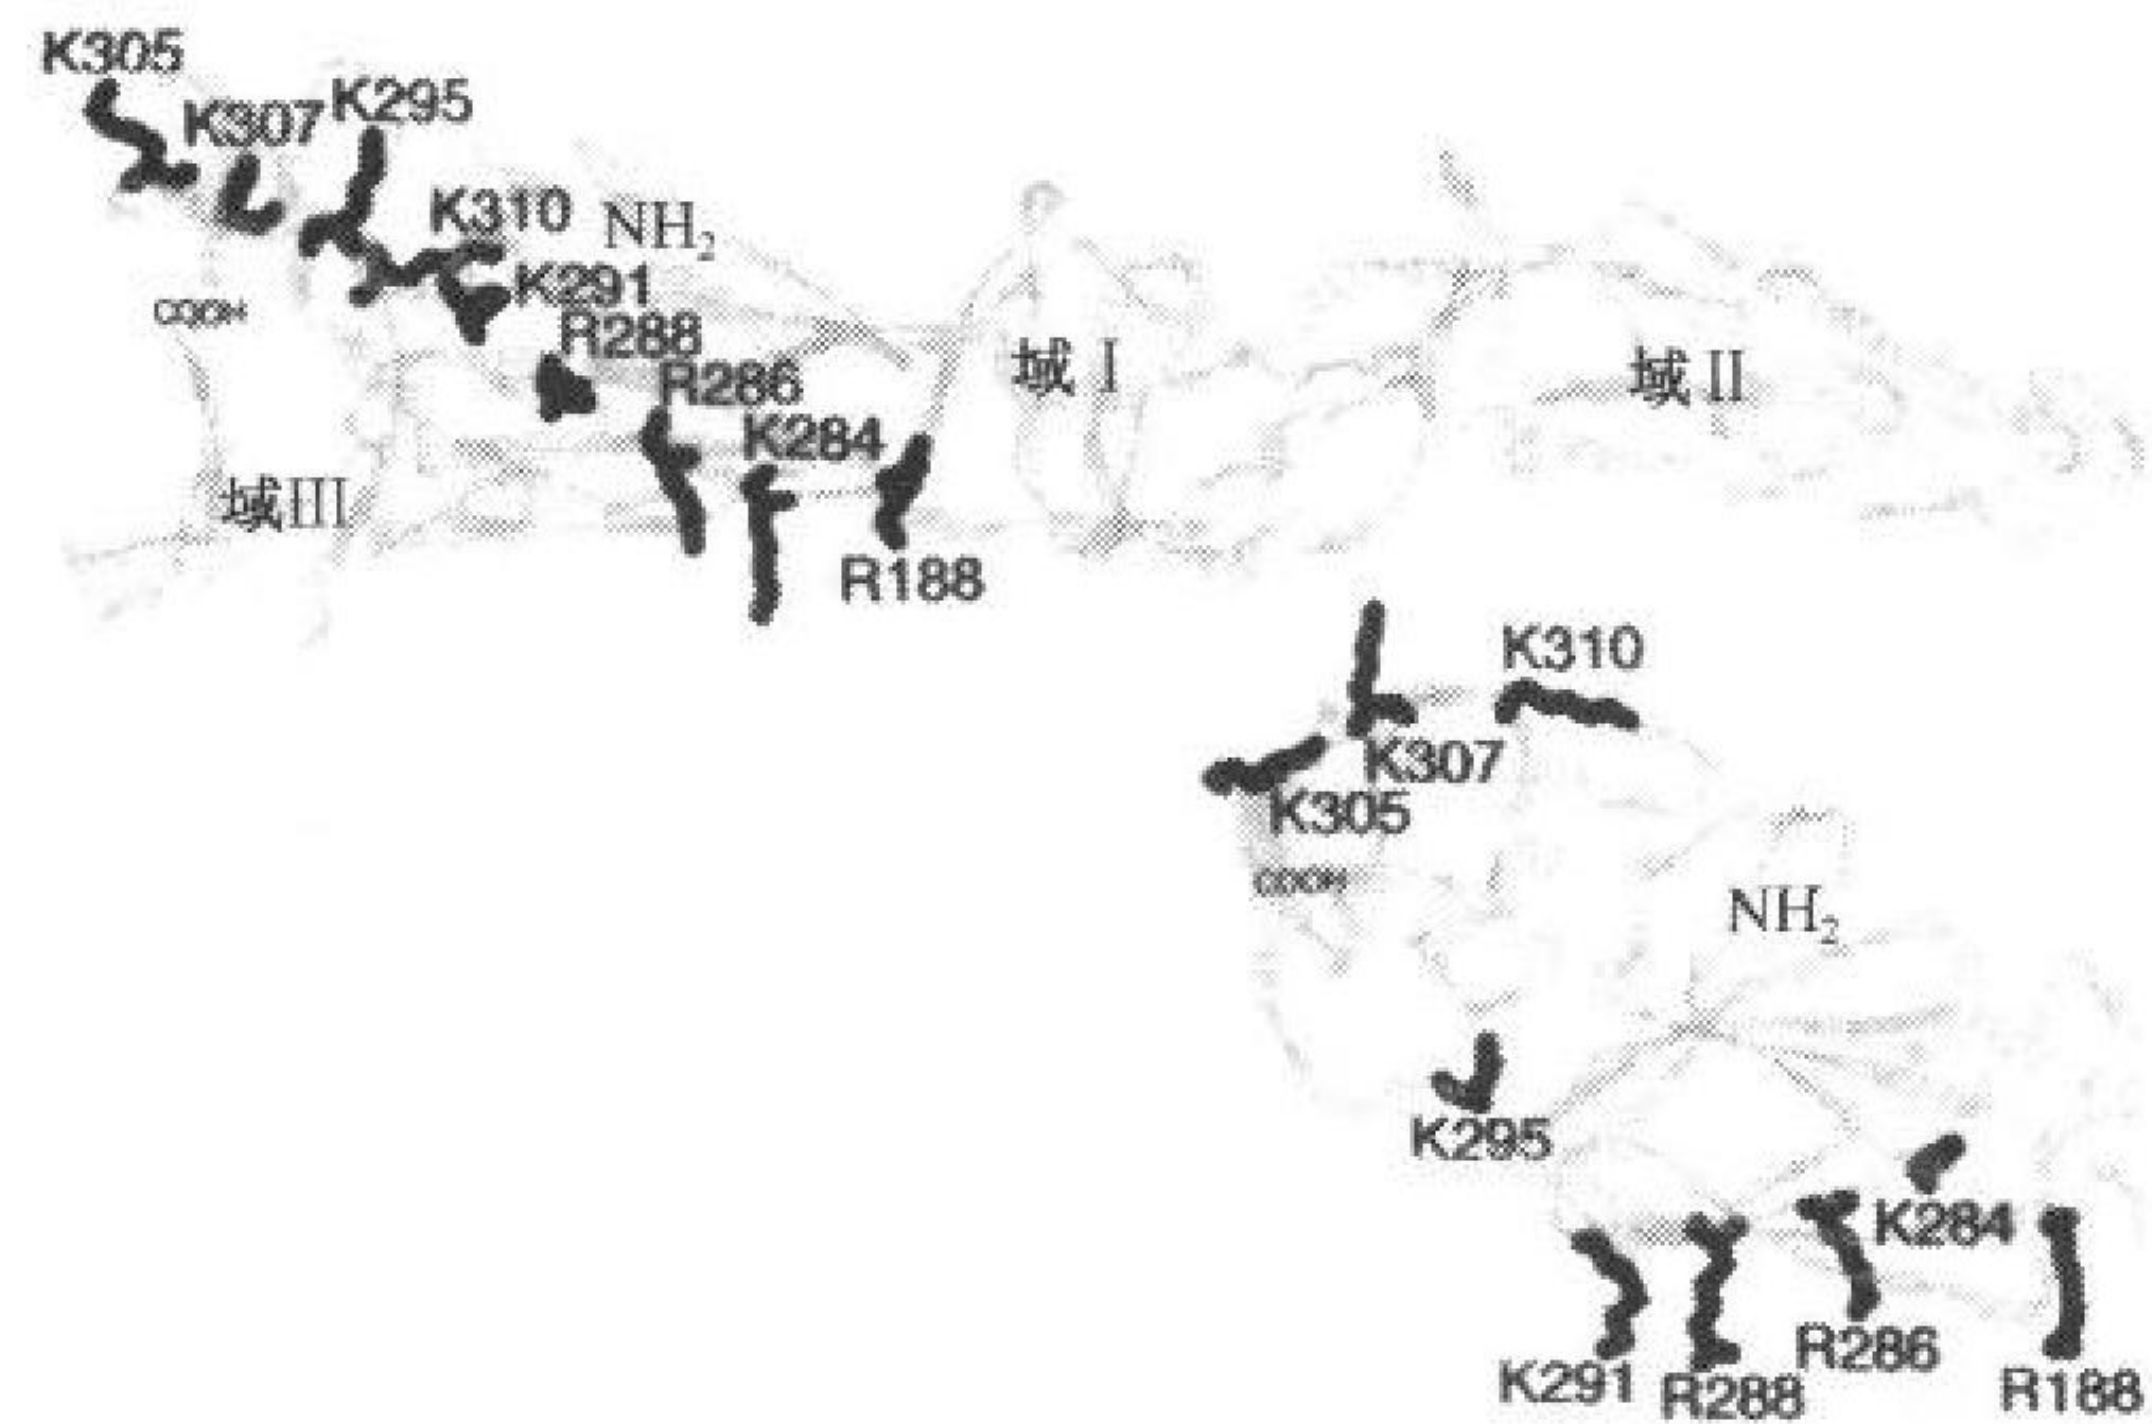 K305
K307
K295
K310
NH₂
K291
COOH
R288
域 I
域 II
R286
K284
域III
R188
K310
K307
K305
COOH
NH₂
K295
K284
K291
R288
R286
R188